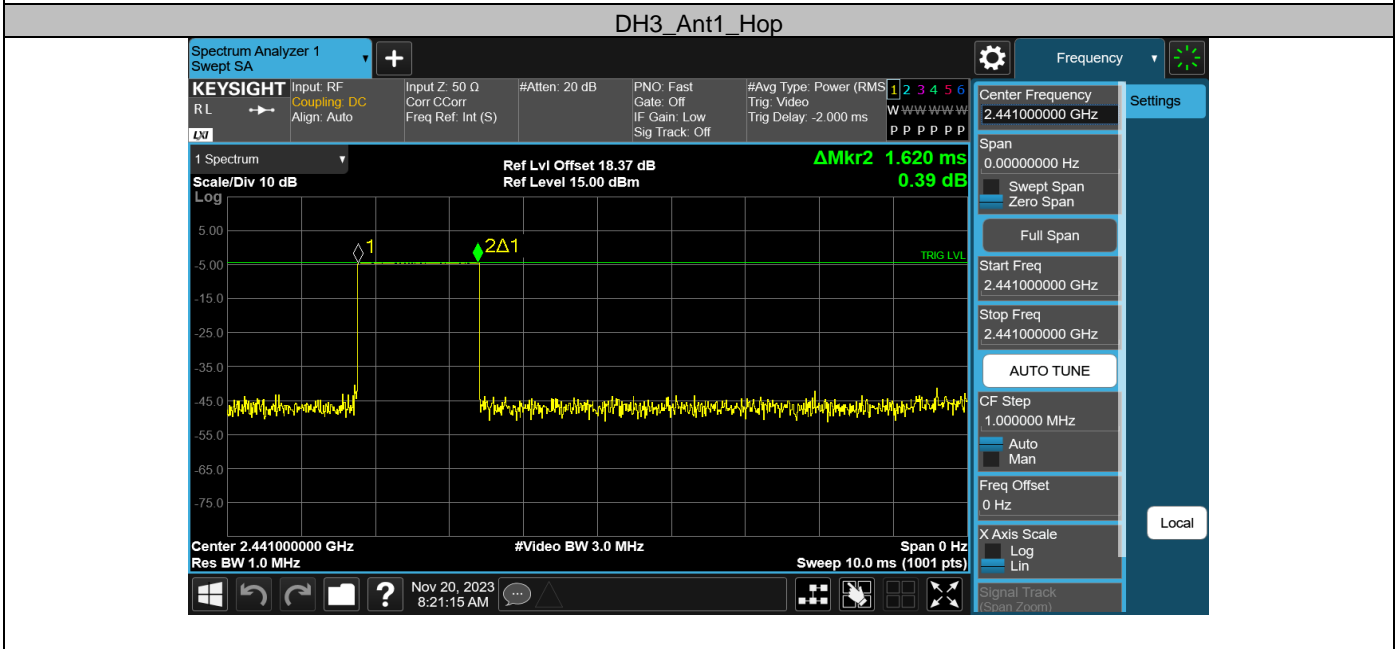 DH3_Ant1_Hop
Spectrum Analyzer 1
Swept SA
Frequency
KEYSIGHT
RL
LXI
Input: RF
Coupling: DC
Align: Auto
Input Z: 50 Ω
Corr CCorr
Freq Ref: Int (S)
#Atten: 20 dB
PNO: Fast
Gate: Off
IF Gain: Low
Sig Track: Off
#Avg Type: Power (RMS
Trig: Video
Trig Delay: -2.000 ms
1 2 3 4 5 6
W W W W W W
P P P P P P
1 Spectrum
Scale/Div 10 dB
Ref Lvl Offset 18.37 dB
Ref Level 15.00 dBm
ΔMkr2 1.620 ms
0.39 dB
Log
5.00
-5.00
-15.0
-25.0
-35.0
-45.0
-55.0
-65.0
-75.0
1
2Δ1
TRIG LVL
Center 2.441000000 GHz
Res BW 1.0 MHz
#Video BW 3.0 MHz
Span 0 Hz
Sweep 10.0 ms (1001 pts)
Center Frequency
2.441000000 GHz
Settings
Span
0.00000000 Hz
Swept Span
Zero Span
Full Span
Start Freq
2.441000000 GHz
Stop Freq
2.441000000 GHz
AUTO TUNE
CF Step
1.000000 MHz
Auto
Man
Freq Offset
0 Hz
X Axis Scale
Log
Lin
Local
Signal Track
(Span Zoom)
?
Nov 20, 2023
8:21:15 AM